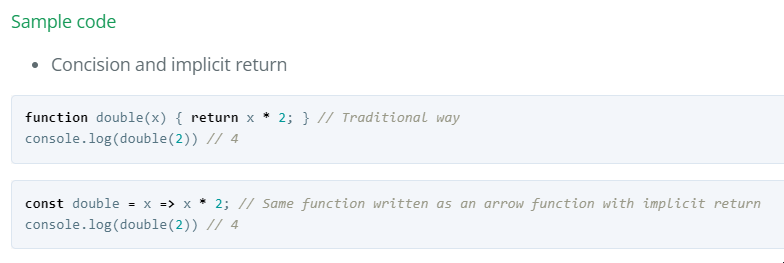 Sample code
• Concision and implicit return
function double(x) { return x * 2; } // Traditional way
console.log(double(2)) // 4
const double = x => x * 2; // Same function written as an arrow function with implicit return
console.log(double(2)) // 4